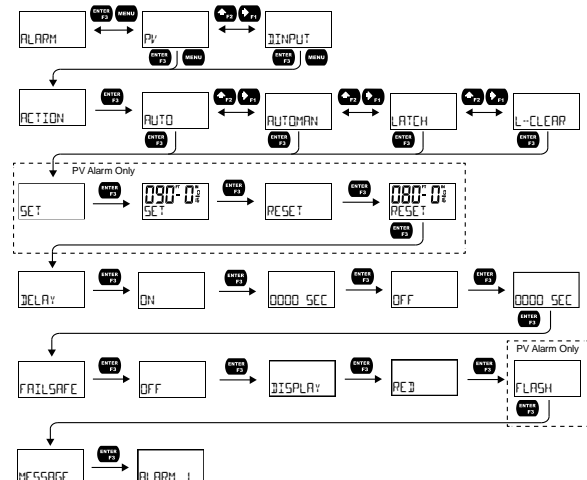 ENTER F3 MENU F2 F1
ALARM PV DINPUT
ENTER F3 MENU ENTER F3 MENU
ENTER F3 F2 F1 F2 F1 F2 F1
ACTION AUTO AUTOMAN LATCH L-CLEAR
ENTER F3 ENTER F3 ENTER F3 ENTER F3
PV Alarm Only
ENTER F3 ENTER F3 ENTER F3
SET SET RESET RESET
ENTER F3
ENTER F3 ENTER F3 ENTER F3 ENTER F3
DELAY ON 0000 SEC OFF 0000 SEC
ENTER F3
PV Alarm Only
ENTER F3 ENTER F3 ENTER F3 ENTER F3
FAILSAFE OFF DISPLAY RED FLASH
ENTER F3
ENTER F3
MESSAGE ALARM 1